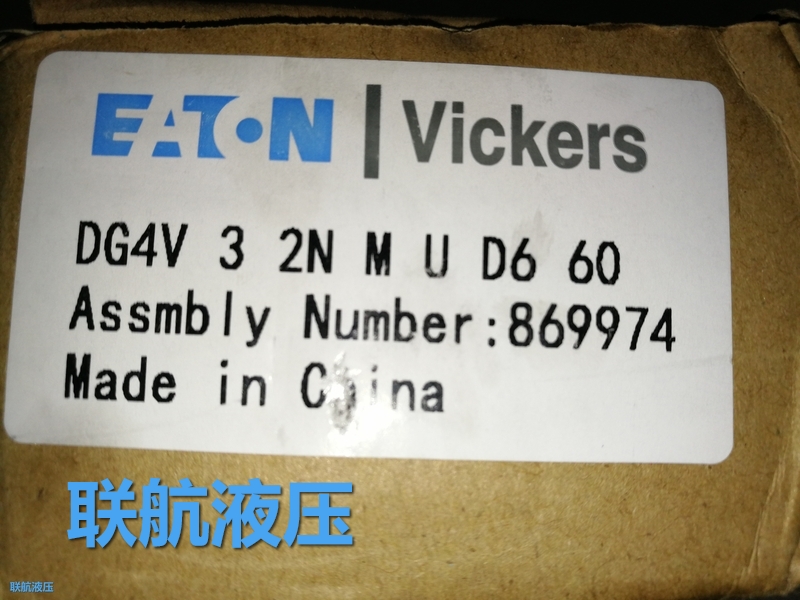 EATON | Vickers
DG4V 3 2N M U D6 60
Assmbly Number:869974
Made in China
联航液压
联航液压